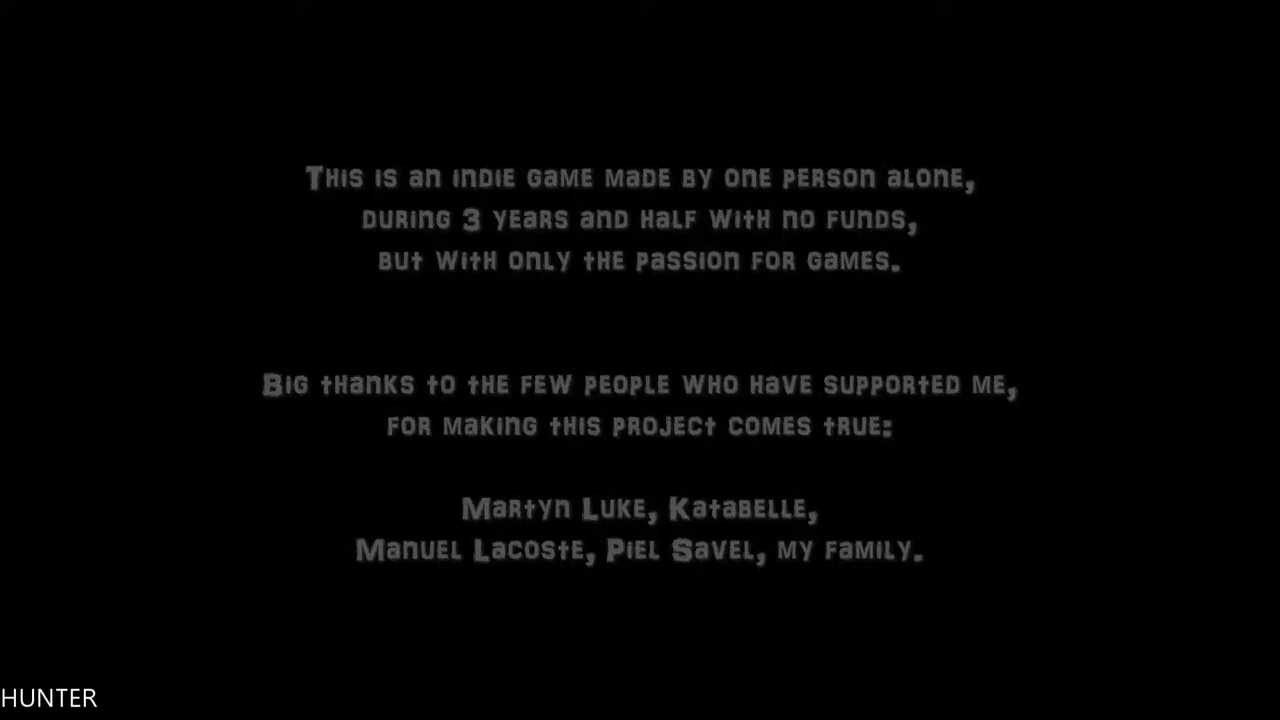 This is an indie game made by one person alone,
during 3 years and half with no funds,
but with only the passion for games.
Big thanks to the few people who have supported me,
for making this project comes true:
Martyn Luke, Katabelle,
Manuel Lacoste, Piel Savel, my family.
HUNTER